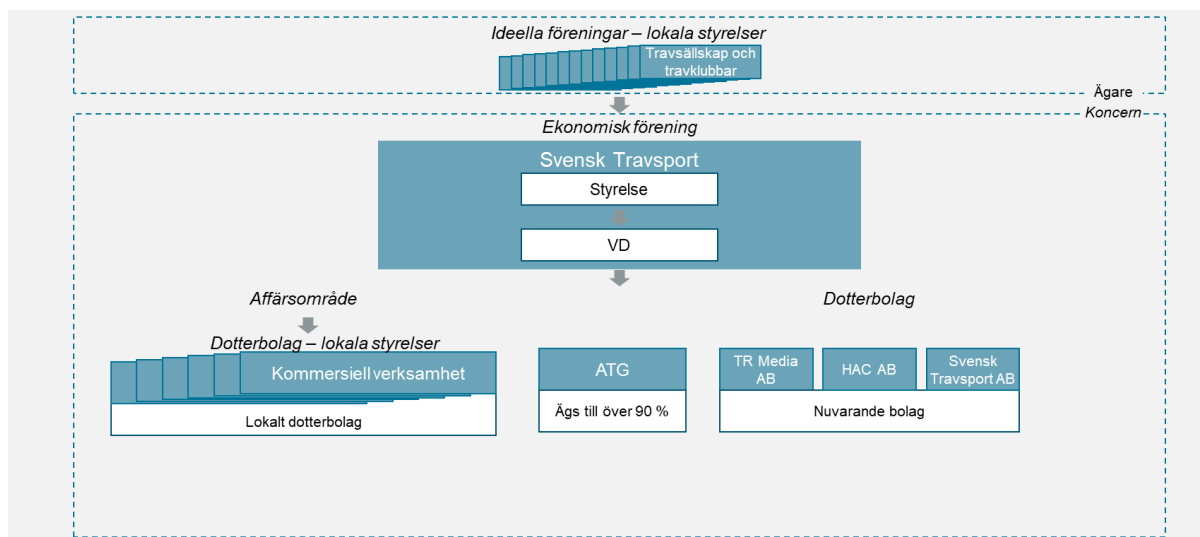 Ideella föreningar – lokala styrelser
Travsällskap och
travklubbar
Ägare
Koncern
Ekonomisk förening
Svensk Travsport
Styrelse
VD
Affärsområde
Dotterbolag
Dotterbolag – lokala styrelser
Kommersiell verksamhet
Lokalt dotterbolag
ATG
Ägs till över 90 %
TR Media
AB
HAC AB
Svensk
Travsport AB
Nuvarande bolag